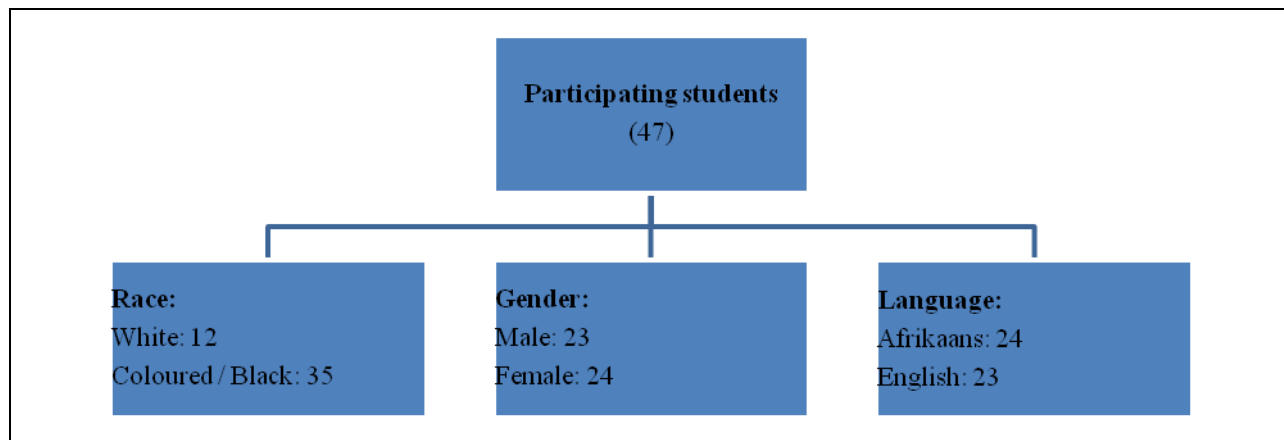 Participating students
(47)
Race:
White: 12
Coloured / Black: 35
Gender:
Male: 23
Female: 24
Language:
Afrikaans: 24
English: 23